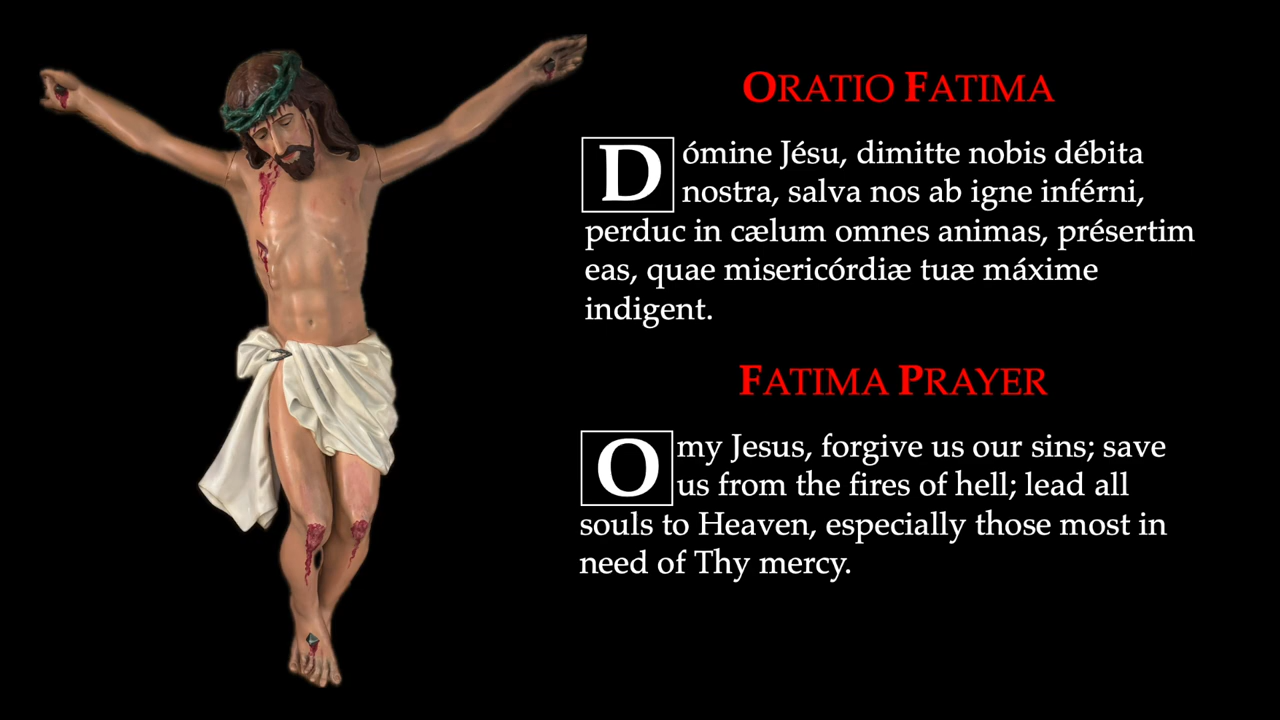 ORATIO FATIMA
Dómine Jésu, dimitte nobis débita
nostra, salva nos ab igne inférni,
perduc in cælum omnes animas, présertim
eas, quae misericórdiæ tuæ máxime
indigent.
FATIMA PRAYER
O my Jesus, forgive us our sins; save
us from the fires of hell; lead all
souls to Heaven, especially those most in
need of Thy mercy.